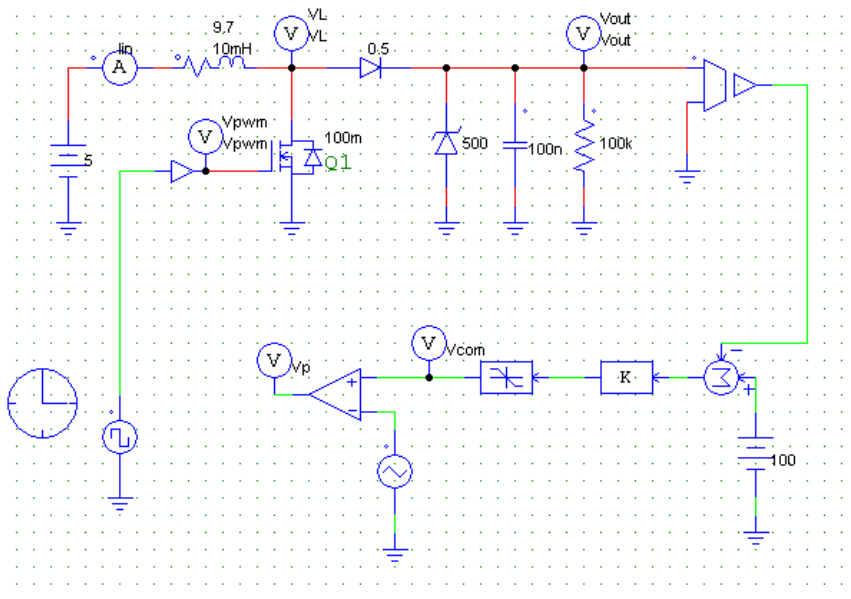 9,7
VL
Vout
Iin
10mH
VL
0.5
Vout
V
V
A
Vpwm
V
Vpwm
100m
5
Q1
500
100n
100k
V
Vcom
V
Vp
K
Σ
100